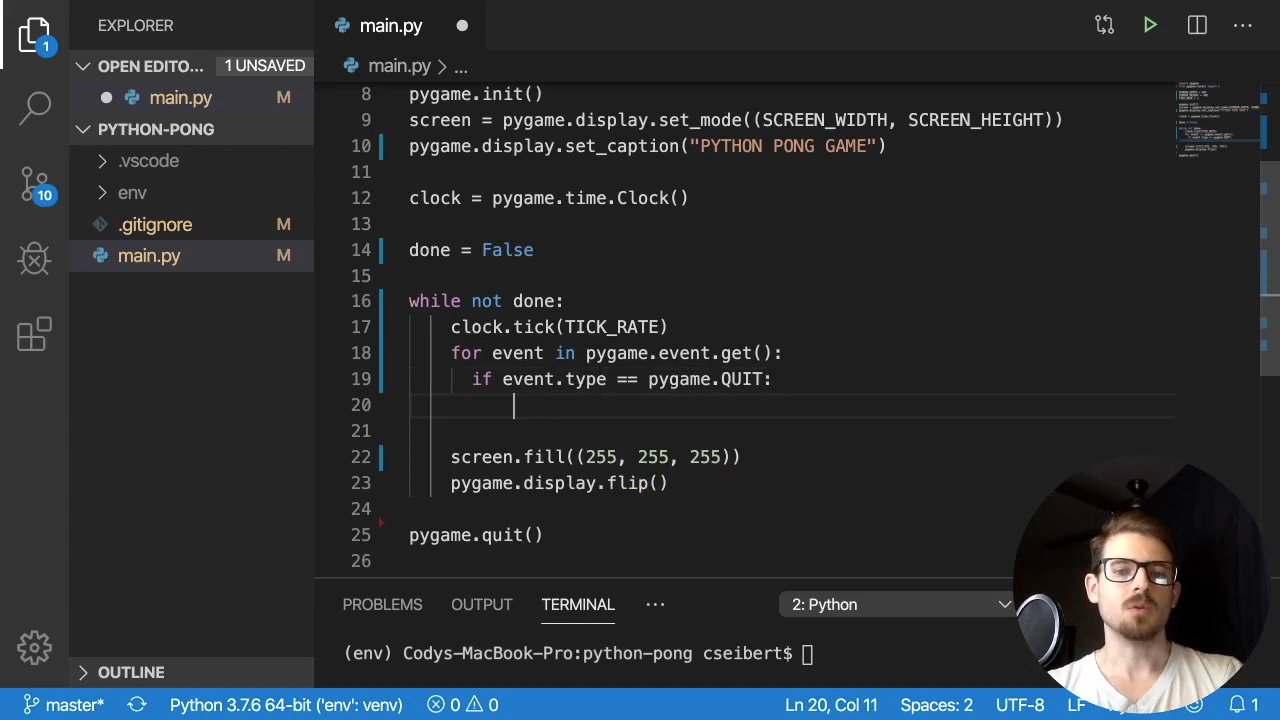 EXPLORER
OPEN EDITO... 1 UNSAVED
main.py M
PYTHON-PONG
.vscode
env
.gitignore M
main.py M
OUTLINE
1
10
main.py
main.py > ...
8 pygame.init()
9 screen = pygame.display.set_mode((SCREEN_WIDTH, SCREEN_HEIGHT))
10 pygame.display.set_caption("PYTHON PONG GAME")
11
12 clock = pygame.time.Clock()
13
14 done = False
15
16 while not done:
17 clock.tick(TICK_RATE)
18 for event in pygame.event.get():
19 if event.type == pygame.QUIT:
20
21
22 screen.fill((255, 255, 255))
23 pygame.display.flip()
24
25 pygame.quit()
26
PROBLEMS OUTPUT TERMINAL ... 2: Python
(env) Codys-MacBook-Pro:python-pong cseibert$
master* Python 3.7.6 64-bit ('env': venv) 0 0 Ln 20, Col 11 Spaces: 2 UTF-8 LF 1